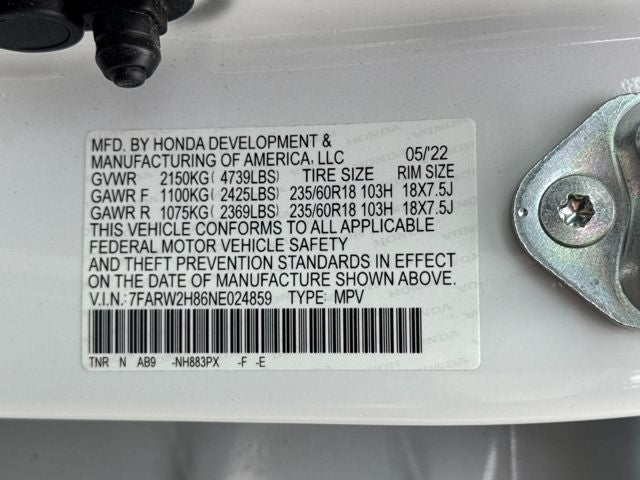 MFD. BY HONDA DEVELOPMENT &
MANUFACTURING OF AMERICA, LLC 05/'22
GVWR 2150KG( 4739LBS) TIRE SIZE RIM SIZE
GAWR F 1100KG( 2425LBS) 235/60R18 103H 18X7.5J
GAWR R 1075KG( 2369LBS) 235/60R18 103H 18X7.5J
THIS VEHICLE CONFORMS TO ALL APPLICABLE
FEDERAL MOTOR VEHICLE SAFETY
AND THEFT PREVENTION STANDARDS IN EFFECT
ON THE DATE OF MANUFACTURE SHOWN ABOVE.
V.I.N.: 7FARW2H86NE024859 TYPE: MPV
TNR N AB9 -NH883PX -F -E